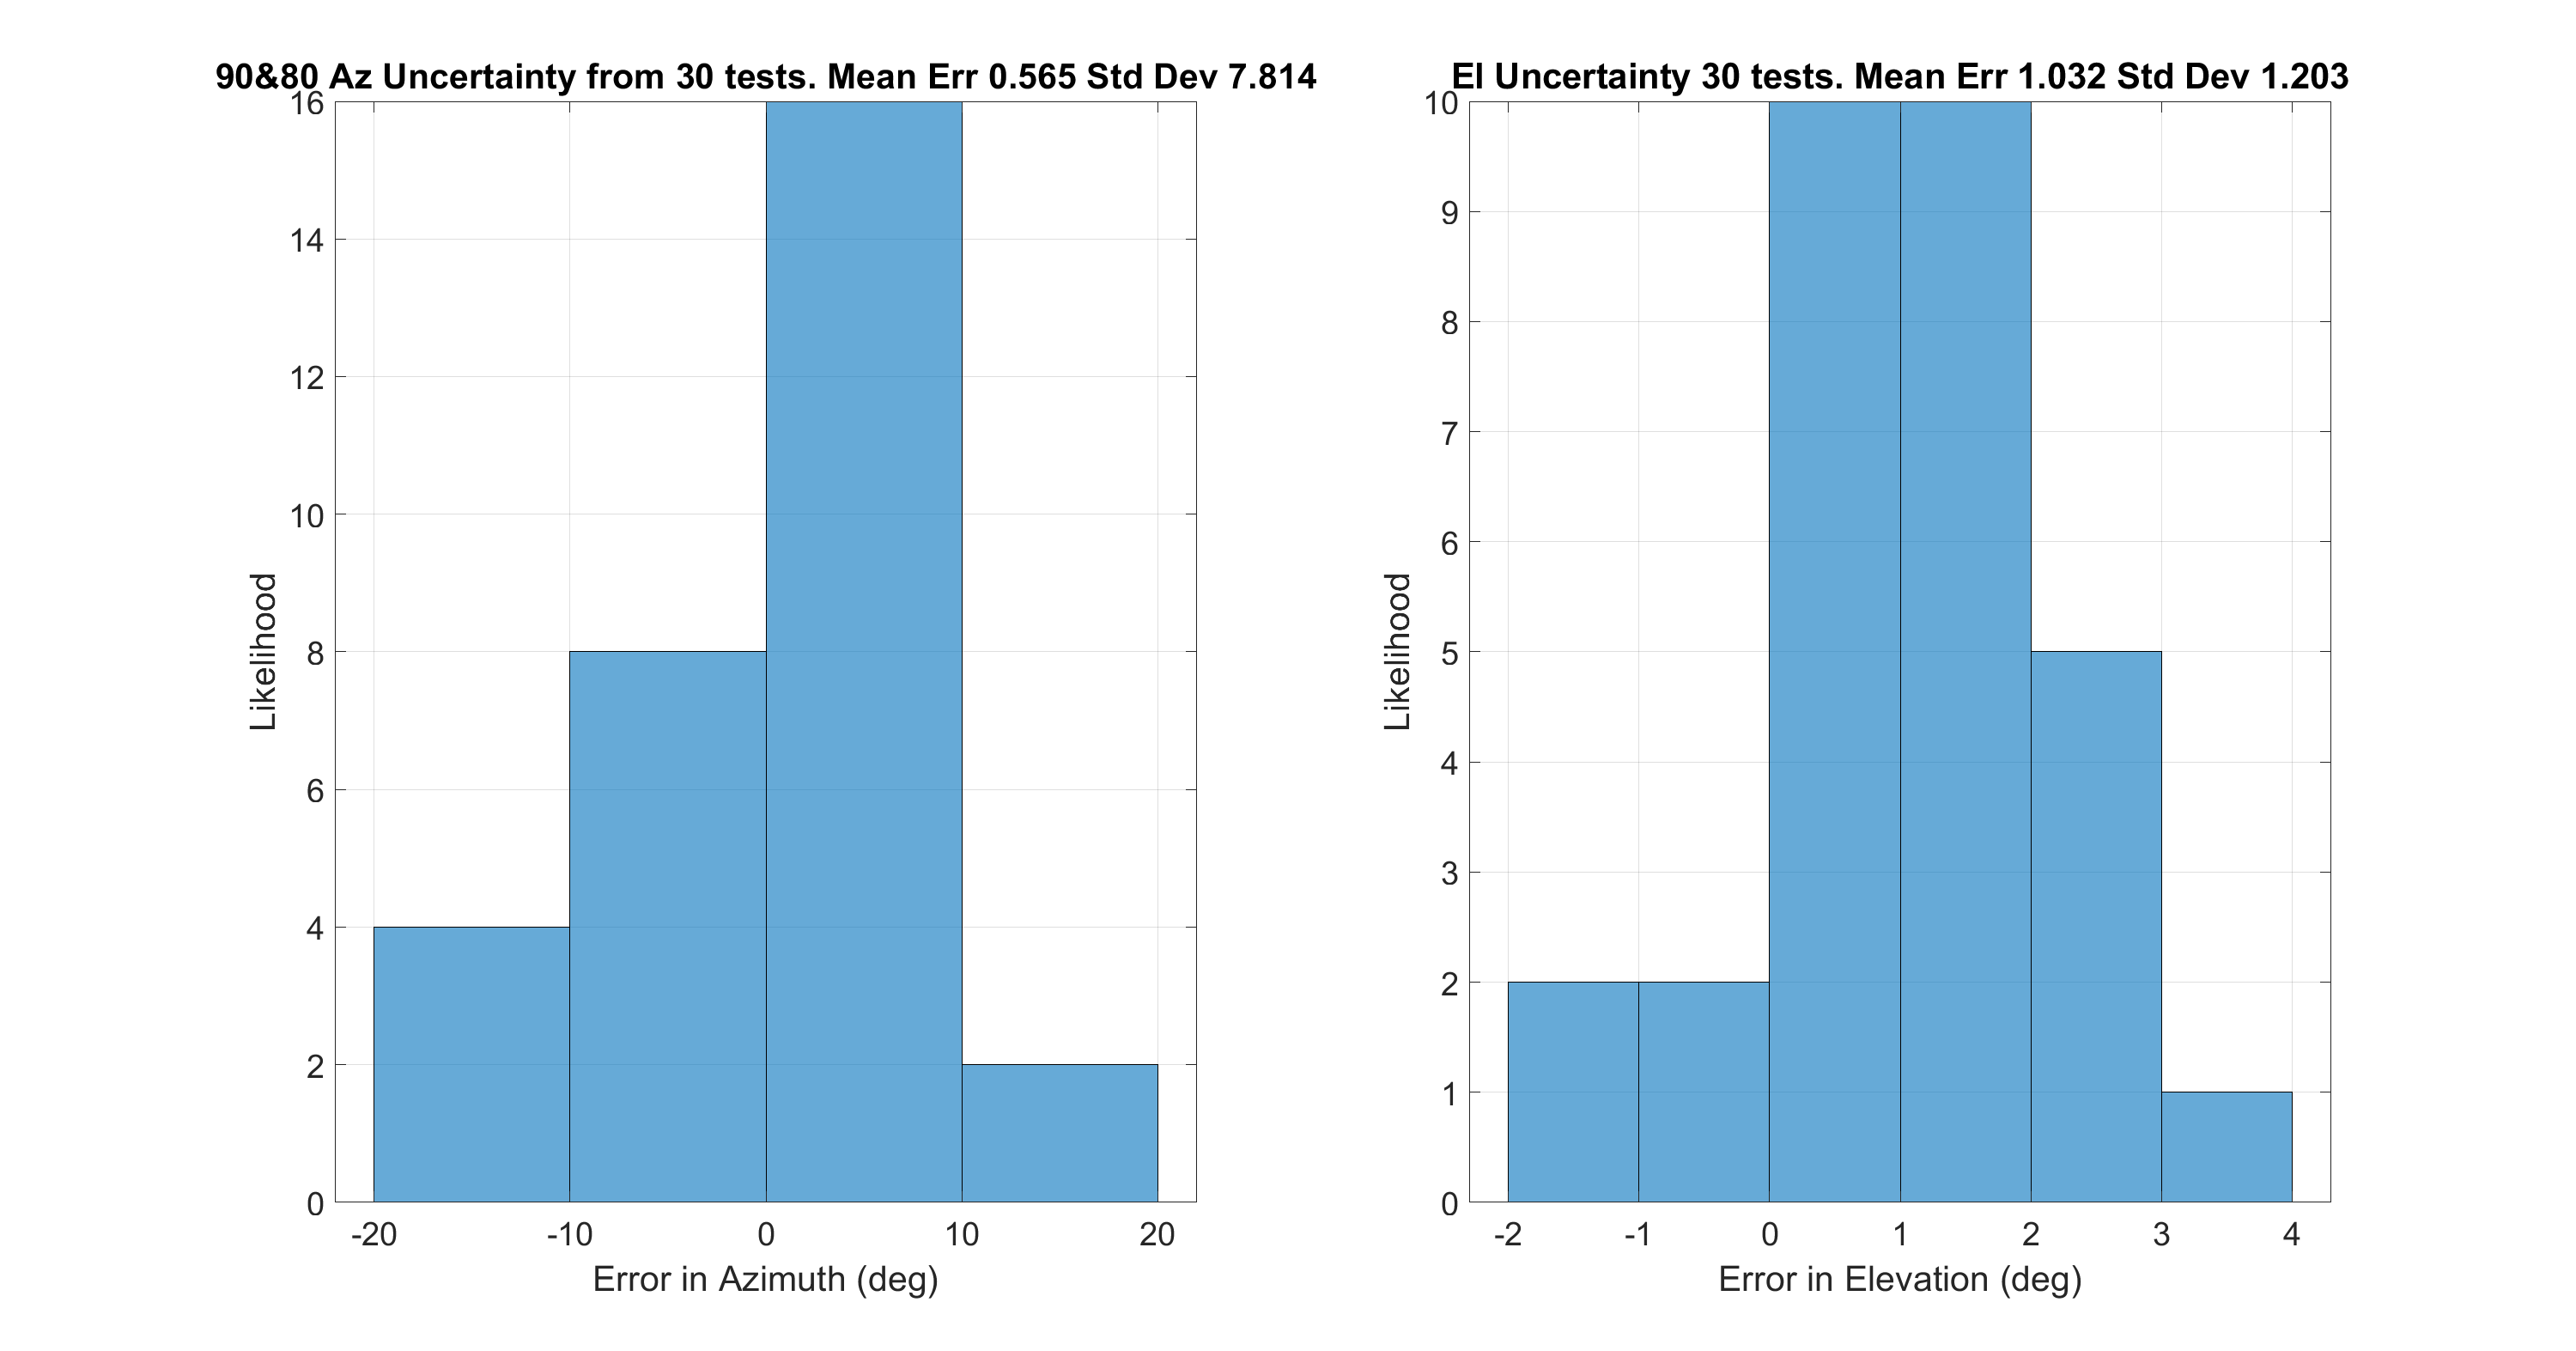 90&80 Az Uncertainty from 30 tests. Mean Err 0.565 Std Dev 7.814
16
14
12
10
8
6
4
2
0
Likelihood
-20 -10 0 10 20
Error in Azimuth (deg)
El Uncertainty 30 tests. Mean Err 1.032 Std Dev 1.203
10
9
8
7
6
5
4
3
2
1
0
Likelihood
-2 -1 0 1 2 3 4
Error in Elevation (deg)